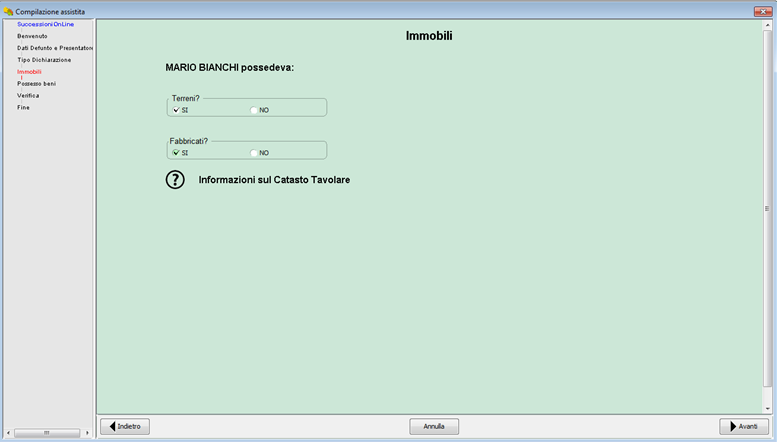 Compilazione assistita
SuccessioniOnLine
Benvenuto
Dati Defunto e Presentatore
Tipo Dichiarazione
Immobili
Possesso beni
Verifica
Fine
Immobili
MARIO BIANCHI possedeva:
Terreni?
SI NO
Fabbricati?
SI NO
? Informazioni sul Catasto Tavolare
Indietro Annulla Avanti